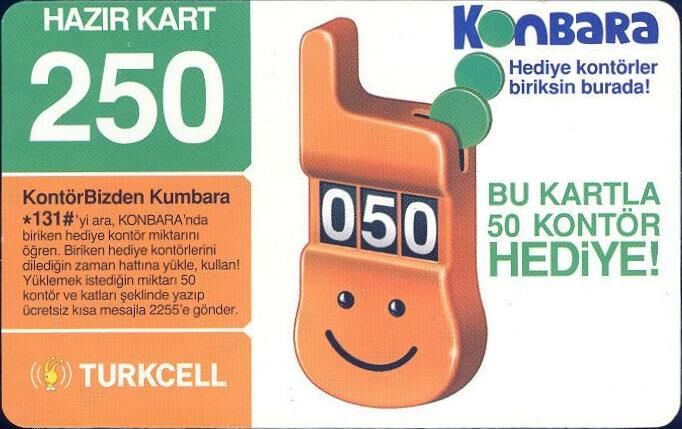 HAZIR KART
250
KontörBizden Kumbara
*131#'yi ara, KONBARA'nda
biriken hediye kontör miktarını
öğren. Biriken hediye kontörlerini
dilediğin zaman hattına yükle, kullan!
Yüklemek istediğin miktarı 50
kontör ve katları şeklinde yazıp
ücretsiz kısa mesajla 2255'e gönder.
TURKCELL
KonBaRa
Hediye kontörler
biriksin burada!
050
BU KARTLA
50 KONTÖR
HEDİYE!